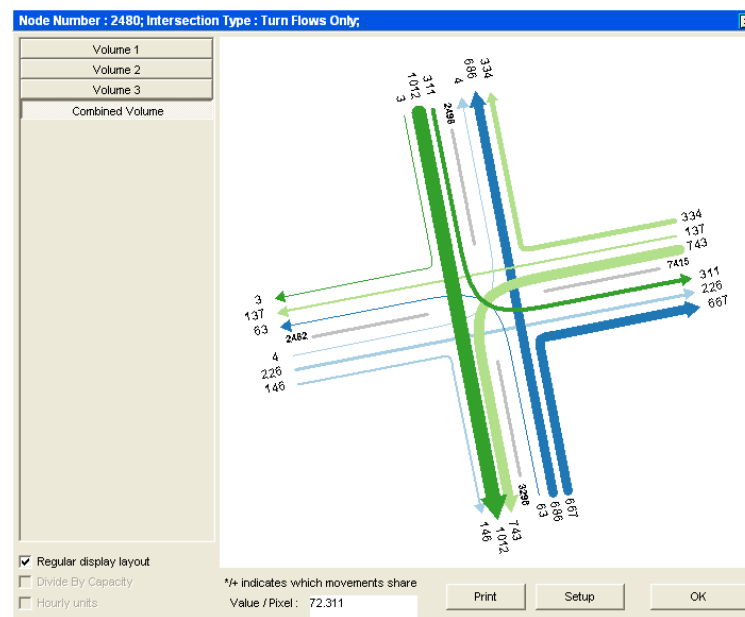 Node Number : 2480; Intersection Type : Turn Flows Only;
Volume 1
Volume 2
Volume 3
Combined Volume
3
1012
311
2496
4
686
334
334
137
743
7415
311
226
667
3
137
63
2482
4
226
146
146
1012
743
3296
63
686
667
Regular display layout
Divide By Capacity
Hourly units
*/+ indicates which movements share
Value / Pixel : 72.311
Print
Setup
OK